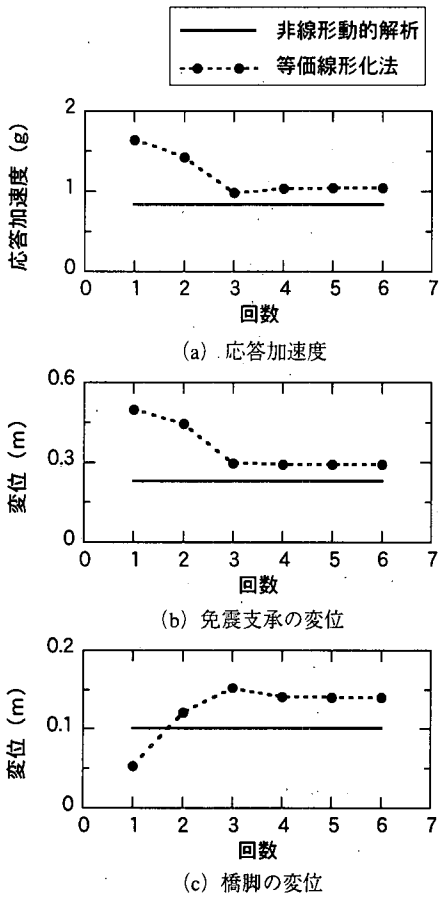 非線形動的解析
等価線形化法
応答加速度 (g)
2
1
0
0 1 2 3 4 5 6 7
回数
(a) 応答加速度
変位 (m)
0.6
0.3
0
0 1 2 3 4 5 6 7
回数
(b) 免震支承の変位
変位 (m)
0.2
0.1
0
0 1 2 3 4 5 6 7
回数
(c) 橋脚の変位